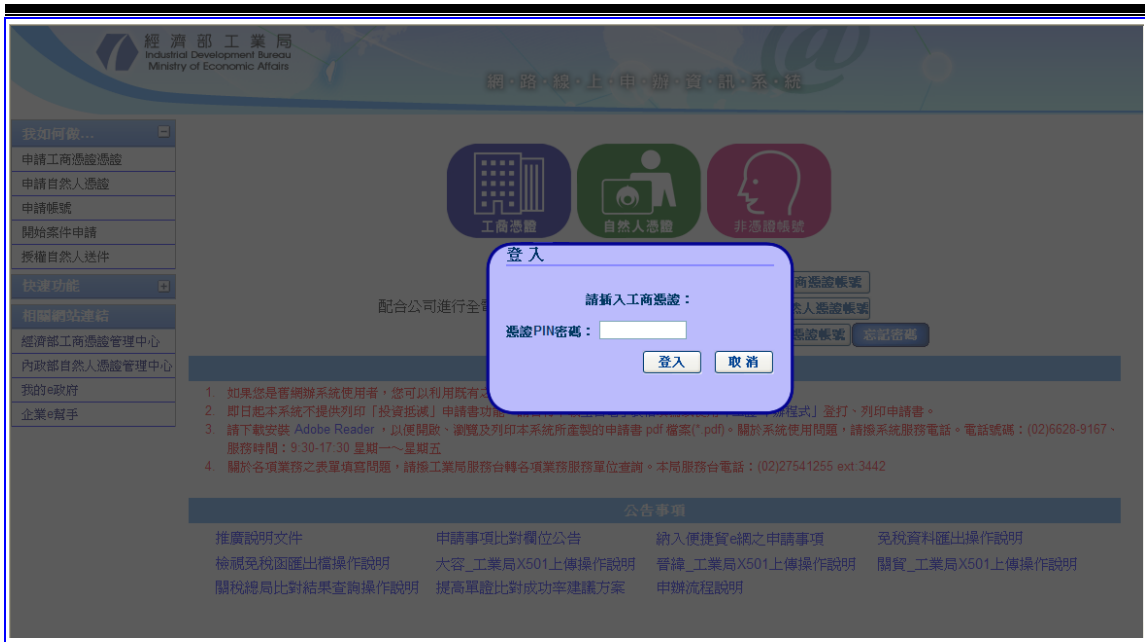 經 濟 部 工 業 局
Industrial Development Bureau
Ministry of Economic Affairs
網·路·線·上·申·辦·資·訊·系·統
我如何做...
申請工商憑證憑證
申請自然人憑證
申請帳號
開始案件申請
授權自然人送件
快速功能
相關網站連結
經濟部工商憑證管理中心
內政部自然人憑證管理中心
我的e政府
企業e幫手
工商憑證
自然人憑證
非憑證帳號
登 入
請插入工商憑證：
憑證PIN密碼：
登入
取 消
配合公司進行全
商憑證帳號
然人憑證帳號
憑證帳號
忘記密碼
1. 如果您是舊網辦系統使用者，您可以利用既有之
2. 即日起本系統不提供列印「投資抵減」申請書功能
辦程式」登打、列印申請書。
3. 請下載安裝 Adobe Reader ，以便開啟、瀏覽及列印本系統所產製的申請書 pdf 檔案(*.pdf)。關於系統使用問題，請撥系統服務電話。電話號碼：(02)6628-9167、
服務時間：9:30-17:30 星期一～星期五
4. 關於各項業務之表單填寫問題，請撥工業局服務台轉各項業務服務單位查詢。本局服務台電話：(02)27541255 ext:3442
公告事項
推廣說明文件
申請事項比對欄位公告
納入便捷貿e網之申請事項
免稅資料匯出操作說明
檢視免稅函匯出檔操作說明
大容_工業局X501上傳操作說明
晉緯_工業局X501上傳操作說明
關貿_工業局X501上傳操作說明
關稅總局比對結果查詢操作說明
提高單證比對成功率建議方案
申辦流程說明